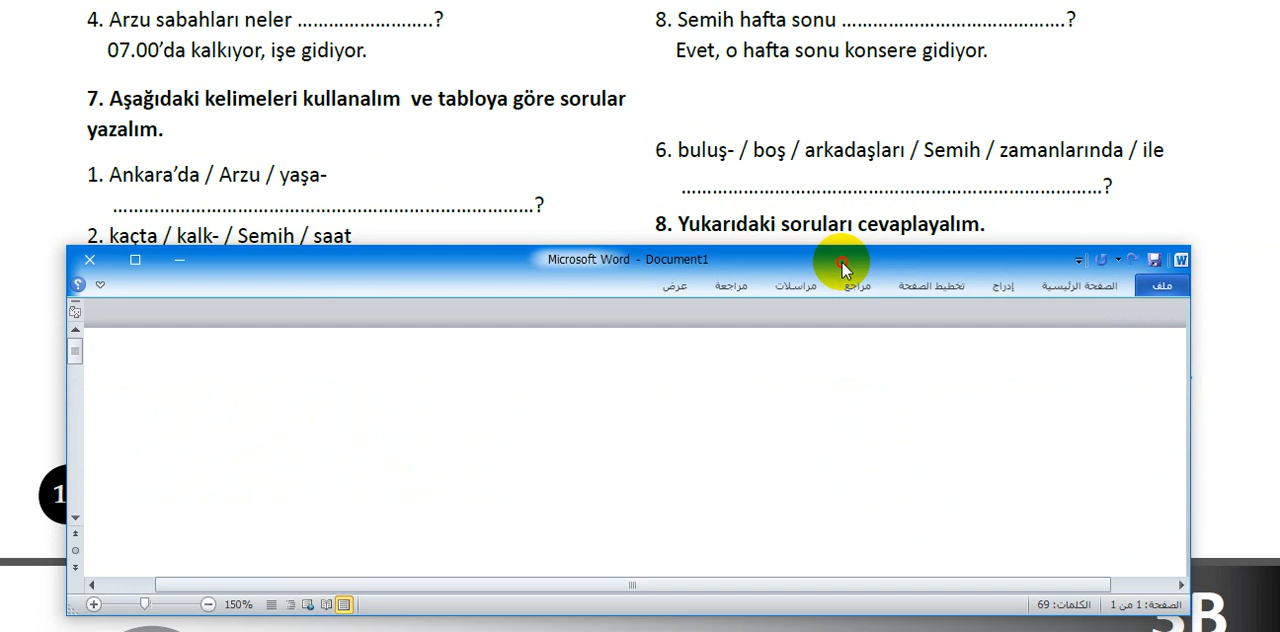 4. Arzu sabahları neler ………………………..?
07.00’da kalkıyor, işe gidiyor.
7. Aşağıdaki kelimeleri kullanalım ve tabloya göre sorular
yazalım.
1. Ankara’da / Arzu / yaşa-
………………………………………………………………………?
2. kaçta / kalk- / Semih / saat
8. Semih hafta sonu …………………………………….?
Evet, o hafta sonu konsere gidiyor.
6. buluş- / boş / arkadaşları / Semih / zamanlarında / ile
………………………………………………………………………?
8. Yukarıdaki soruları cevaplayalım.
Microsoft Word - Document1
ملف الصفحة الرئيسية إدراج تخطيط الصفحة مراجع مراسلات مراجعة عرض
1
الصفحة: 1 من 1 الكلمات: 69
150%
B